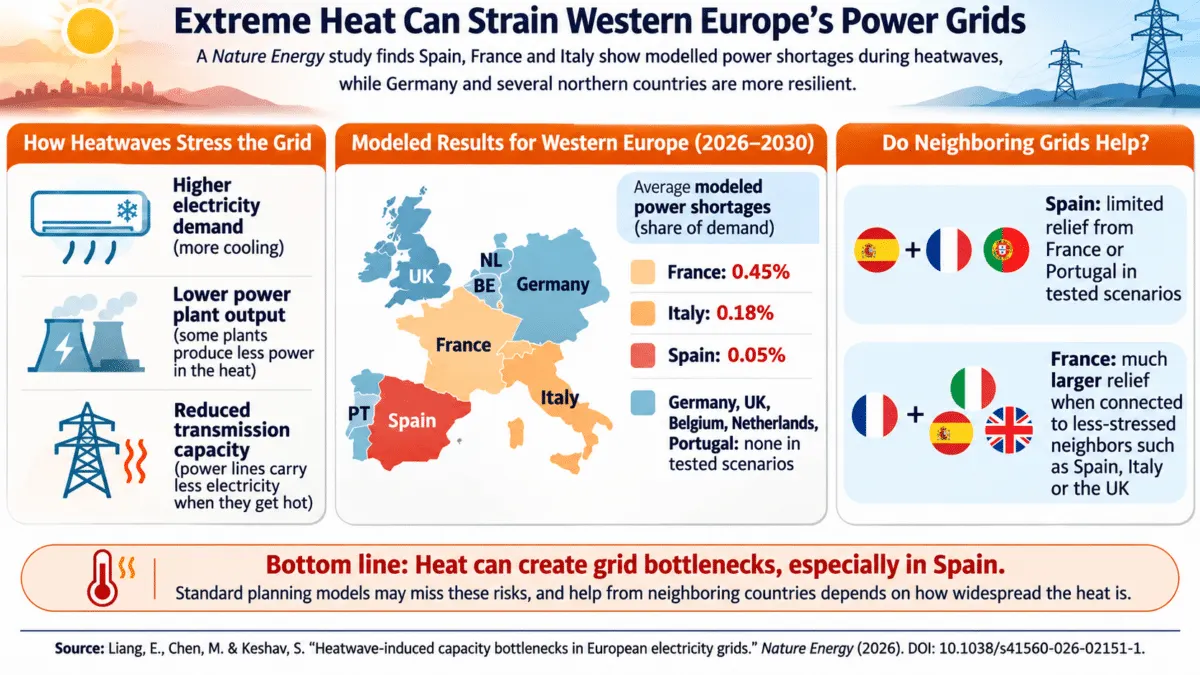 Extreme Heat Can Strain Western Europe's Power Grids
A Nature Energy study finds Spain, France and Italy show modelled power shortages during heatwaves,
while Germany and several northern countries are more resilient.
How Heatwaves Stress the Grid
Higher
electricity
demand
(more cooling)
Lower power
plant output
(some plants
produce less power
in the heat)
Reduced
transmission
capacity
(power lines carry
less electricity
when they get hot)
Modeled Results for Western Europe (2026–2030)
UK
NL
BE
Germany
France
Italy
PT
Spain
Average modeled
power shortages
(share of demand)
France: 0.45%
Italy: 0.18%
Spain: 0.05%
Germany, UK,
Belgium, Netherlands,
Portugal: none in
tested scenarios
Do Neighboring Grids Help?
+
Spain: limited
relief from
France or
Portugal in
tested scenarios
+
France: much
larger relief
when connected
to less-stressed
neighbors such
as Spain, Italy
or the UK
Bottom line: Heat can create grid bottlenecks, especially in Spain.
Standard planning models may miss these risks, and help from neighboring countries depends on how widespread the heat is.
Source: Liang, E., Chen, M. & Keshav, S. "Heatwave-induced capacity bottlenecks in European electricity grids." Nature Energy (2026). DOI: 10.1038/s41560-026-02151-1.